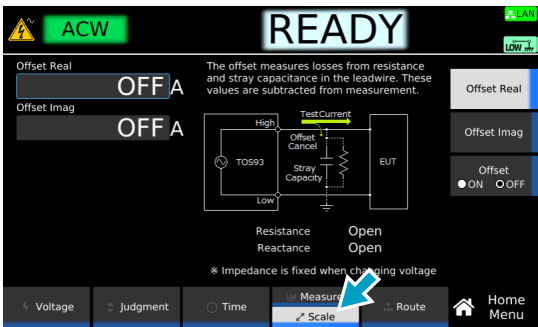 ACW
READY
LAN
LOW
Offset Real
OFF A
Offset Imag
OFF A
The offset measures losses from resistance
and stray capacitance in the leadwire. These
values are subtracted from measurement.
TestCurrent
High
Offset
Cancel
TOS93
Stray
Capacity
EUT
Low
Resistance Open
Reactance Open
※ Impedance is fixed when changing voltage
Offset Real
Offset Imag
Offset
ON OFF
Voltage
Judgment
Time
Measure
Scale
Route
Home
Menu